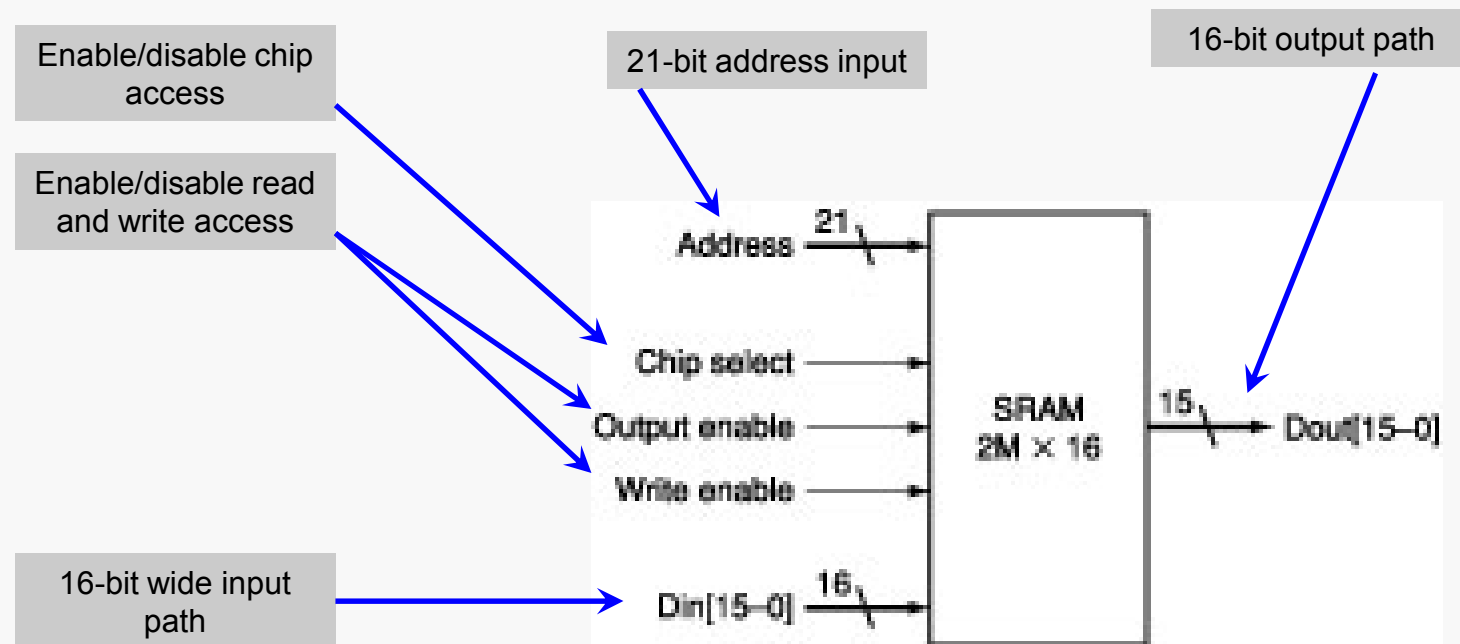 Enable/disable chip
access
21-bit address input
16-bit output path
Enable/disable read
and write access
Address
21
Chip select
Output enable
Write enable
SRAM
2M × 16
15
Dout[15–0]
16-bit wide input
path
Din[15–0]
16